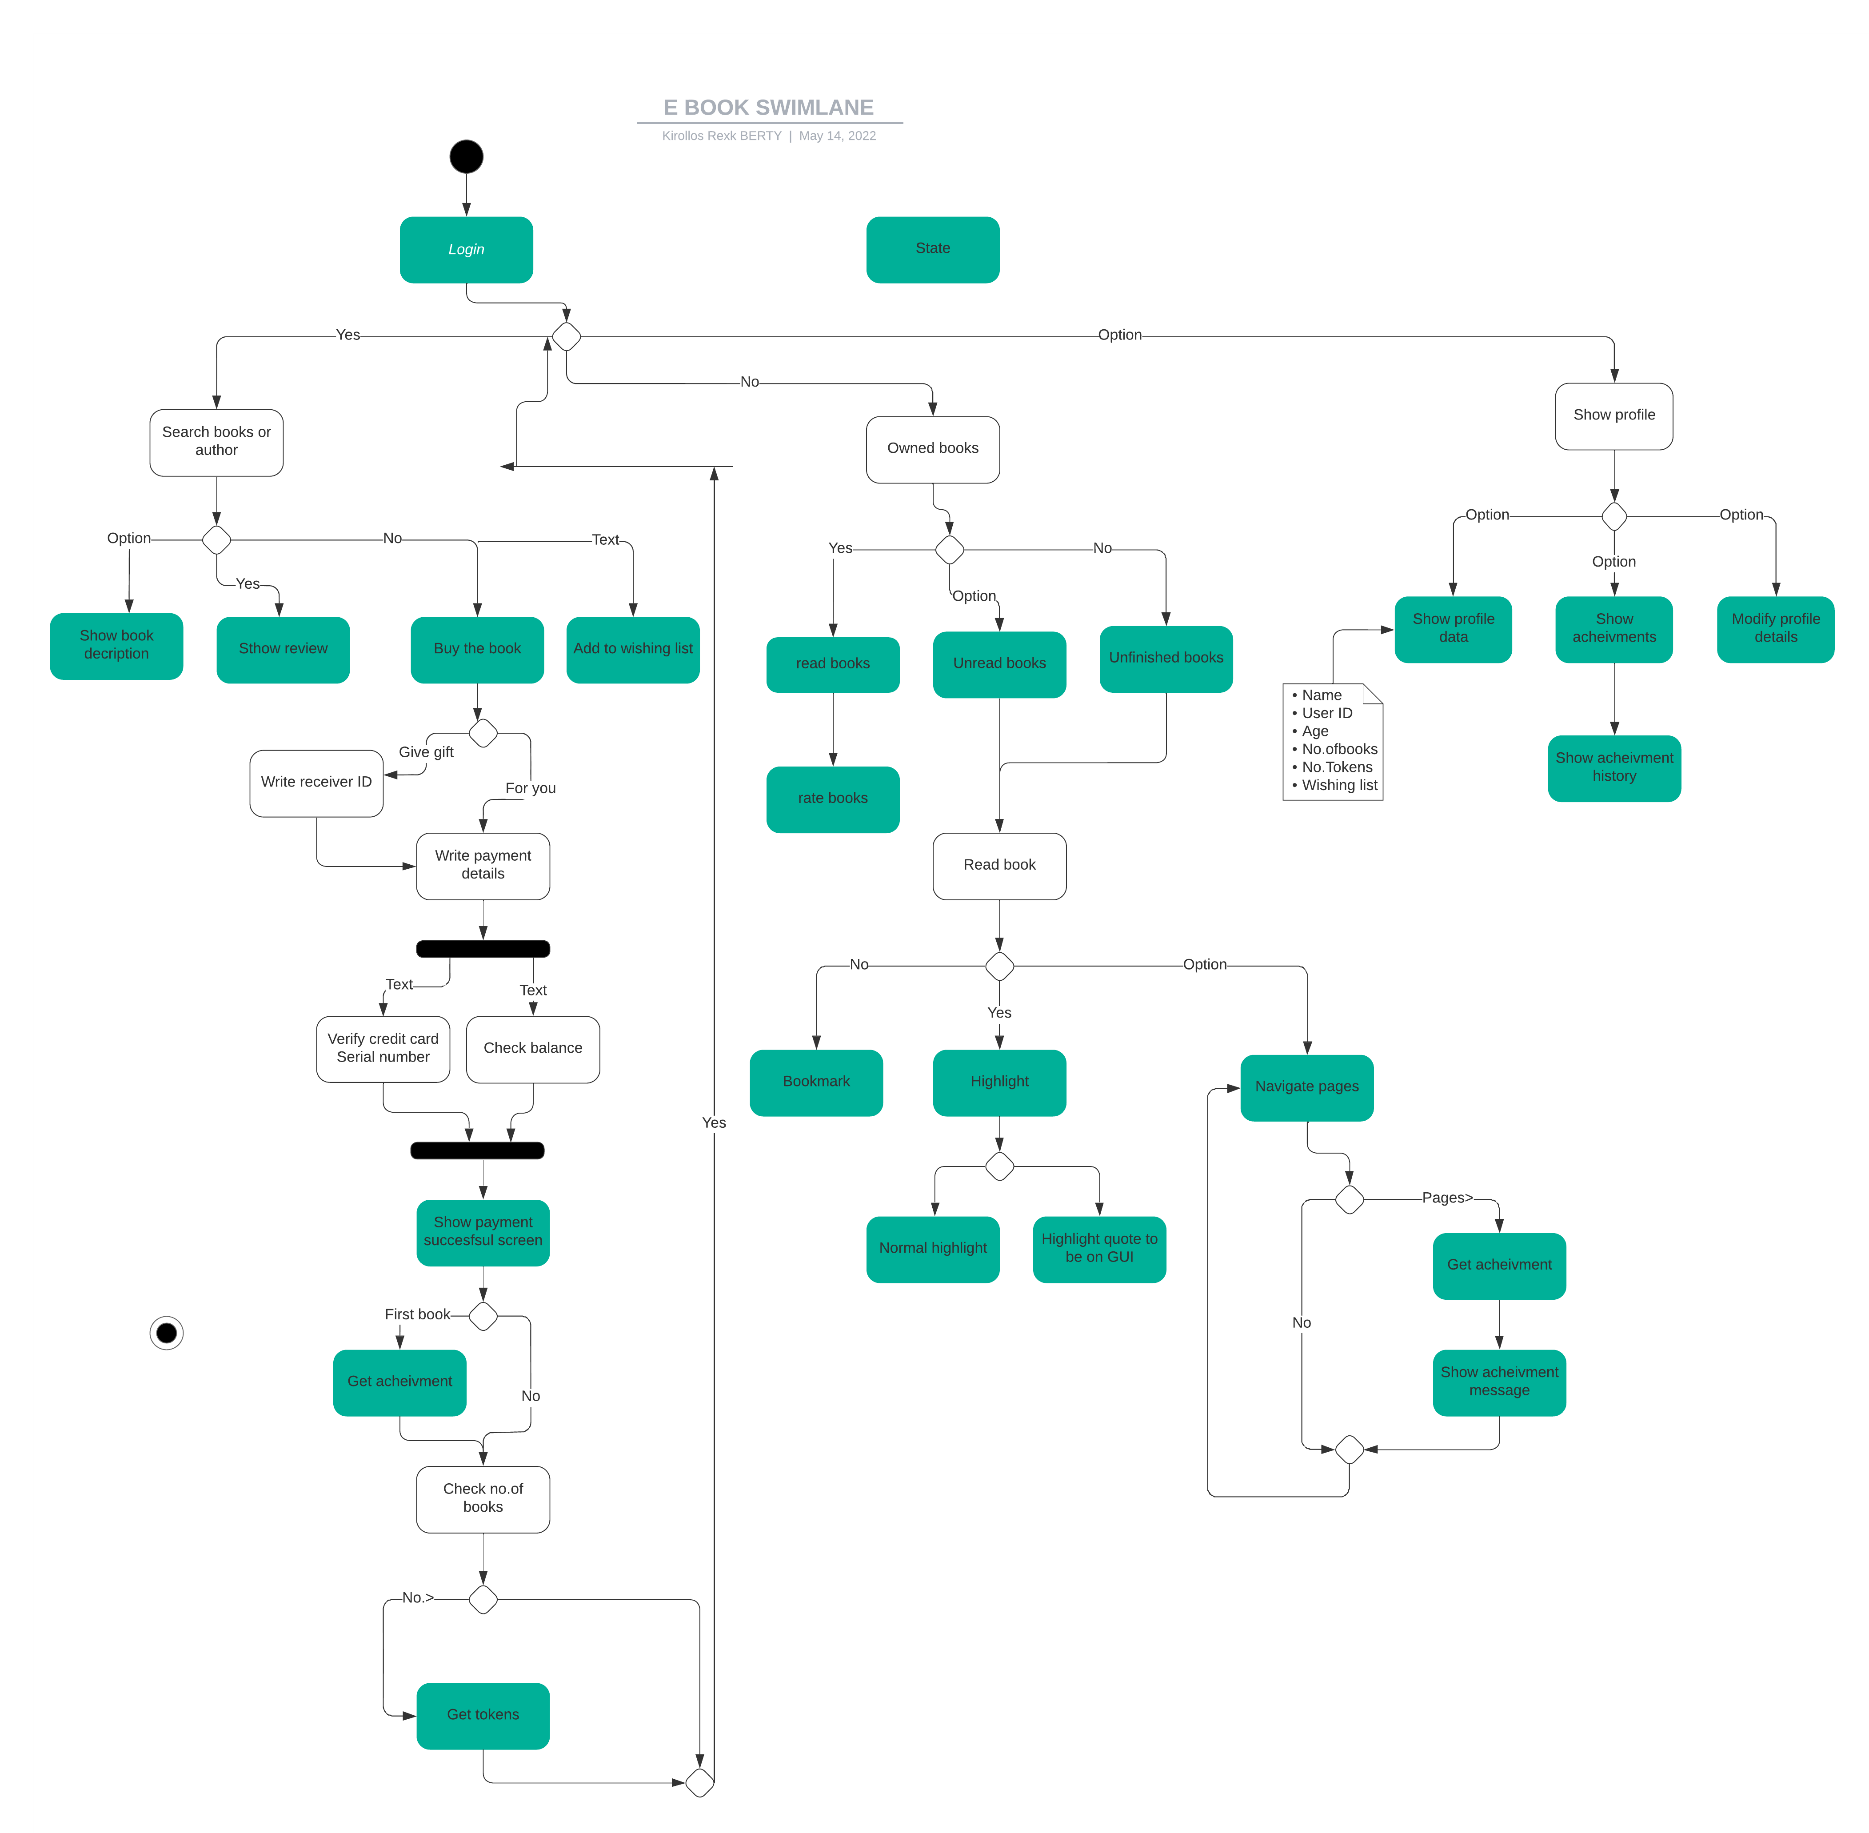 E BOOK SWIMLANE
Kirollos Rexk BERTY | May 14, 2022
Login
State
Yes
Option
No
Search books or
author
Owned books
Show profile
Option
No
Text
Yes
Yes
No
Option
Option
Option
Option
Show book
decription
Sthow review
Buy the book
Add to wishing list
read books
Unread books
Unfinished books
Show profile
data
Show
acheivments
Modify profile
details
• Name
• User ID
• Age
• No.ofbooks
• No.Tokens
• Wishing list
Show acheivment
history
Give gift
For you
Write receiver ID
rate books
Write payment
details
Read book
Text
Text
No
Yes
Option
Verify credit card
Serial number
Check balance
Bookmark
Highlight
Navigate pages
Yes
Show payment
succesfsul screen
Normal highlight
Highlight quote to
be on GUI
Pages>
Get acheivment
No
Show acheivment
message
First book
Get acheivment
No
Check no.of
books
No.>
Get tokens